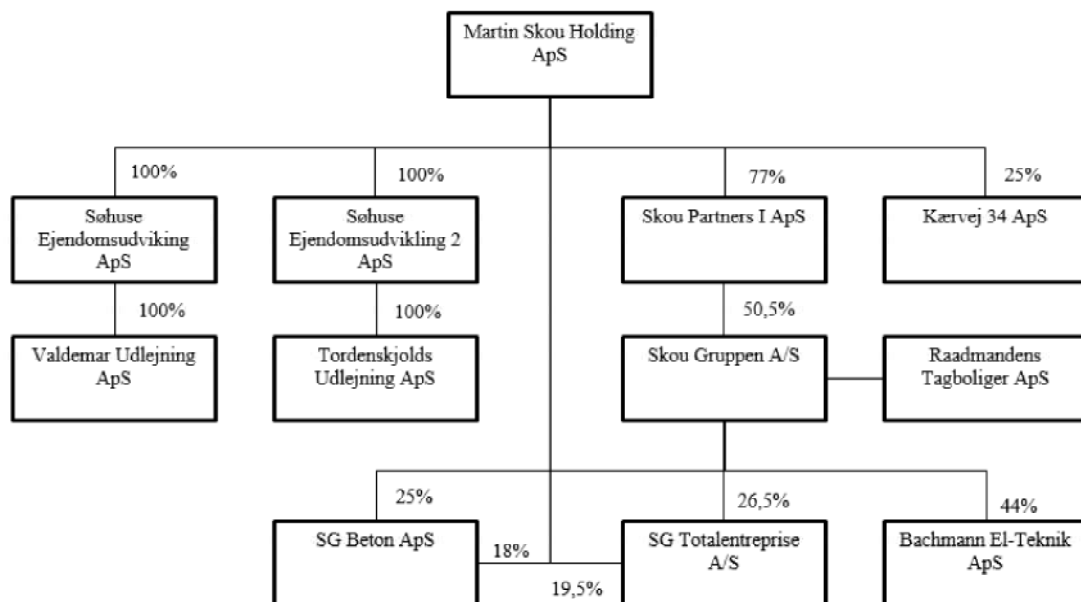 Martin Skou Holding
ApS
100%
100%
77%
25%
Søhuse
Ejendomsudviking
ApS
Søhuse
Ejendomsudvikling 2
ApS
Skou Partners I ApS
Kærvej 34 ApS
100%
100%
50,5%
Valdemar Udlejning
ApS
Tordenskjolds
Udlejning ApS
Skou Gruppen A/S
Raadmandens
Tagboliger ApS
25%
26,5%
44%
SG Beton ApS
18%
19,5%
SG Totalentreprise
A/S
Bachmann El-Teknik
ApS